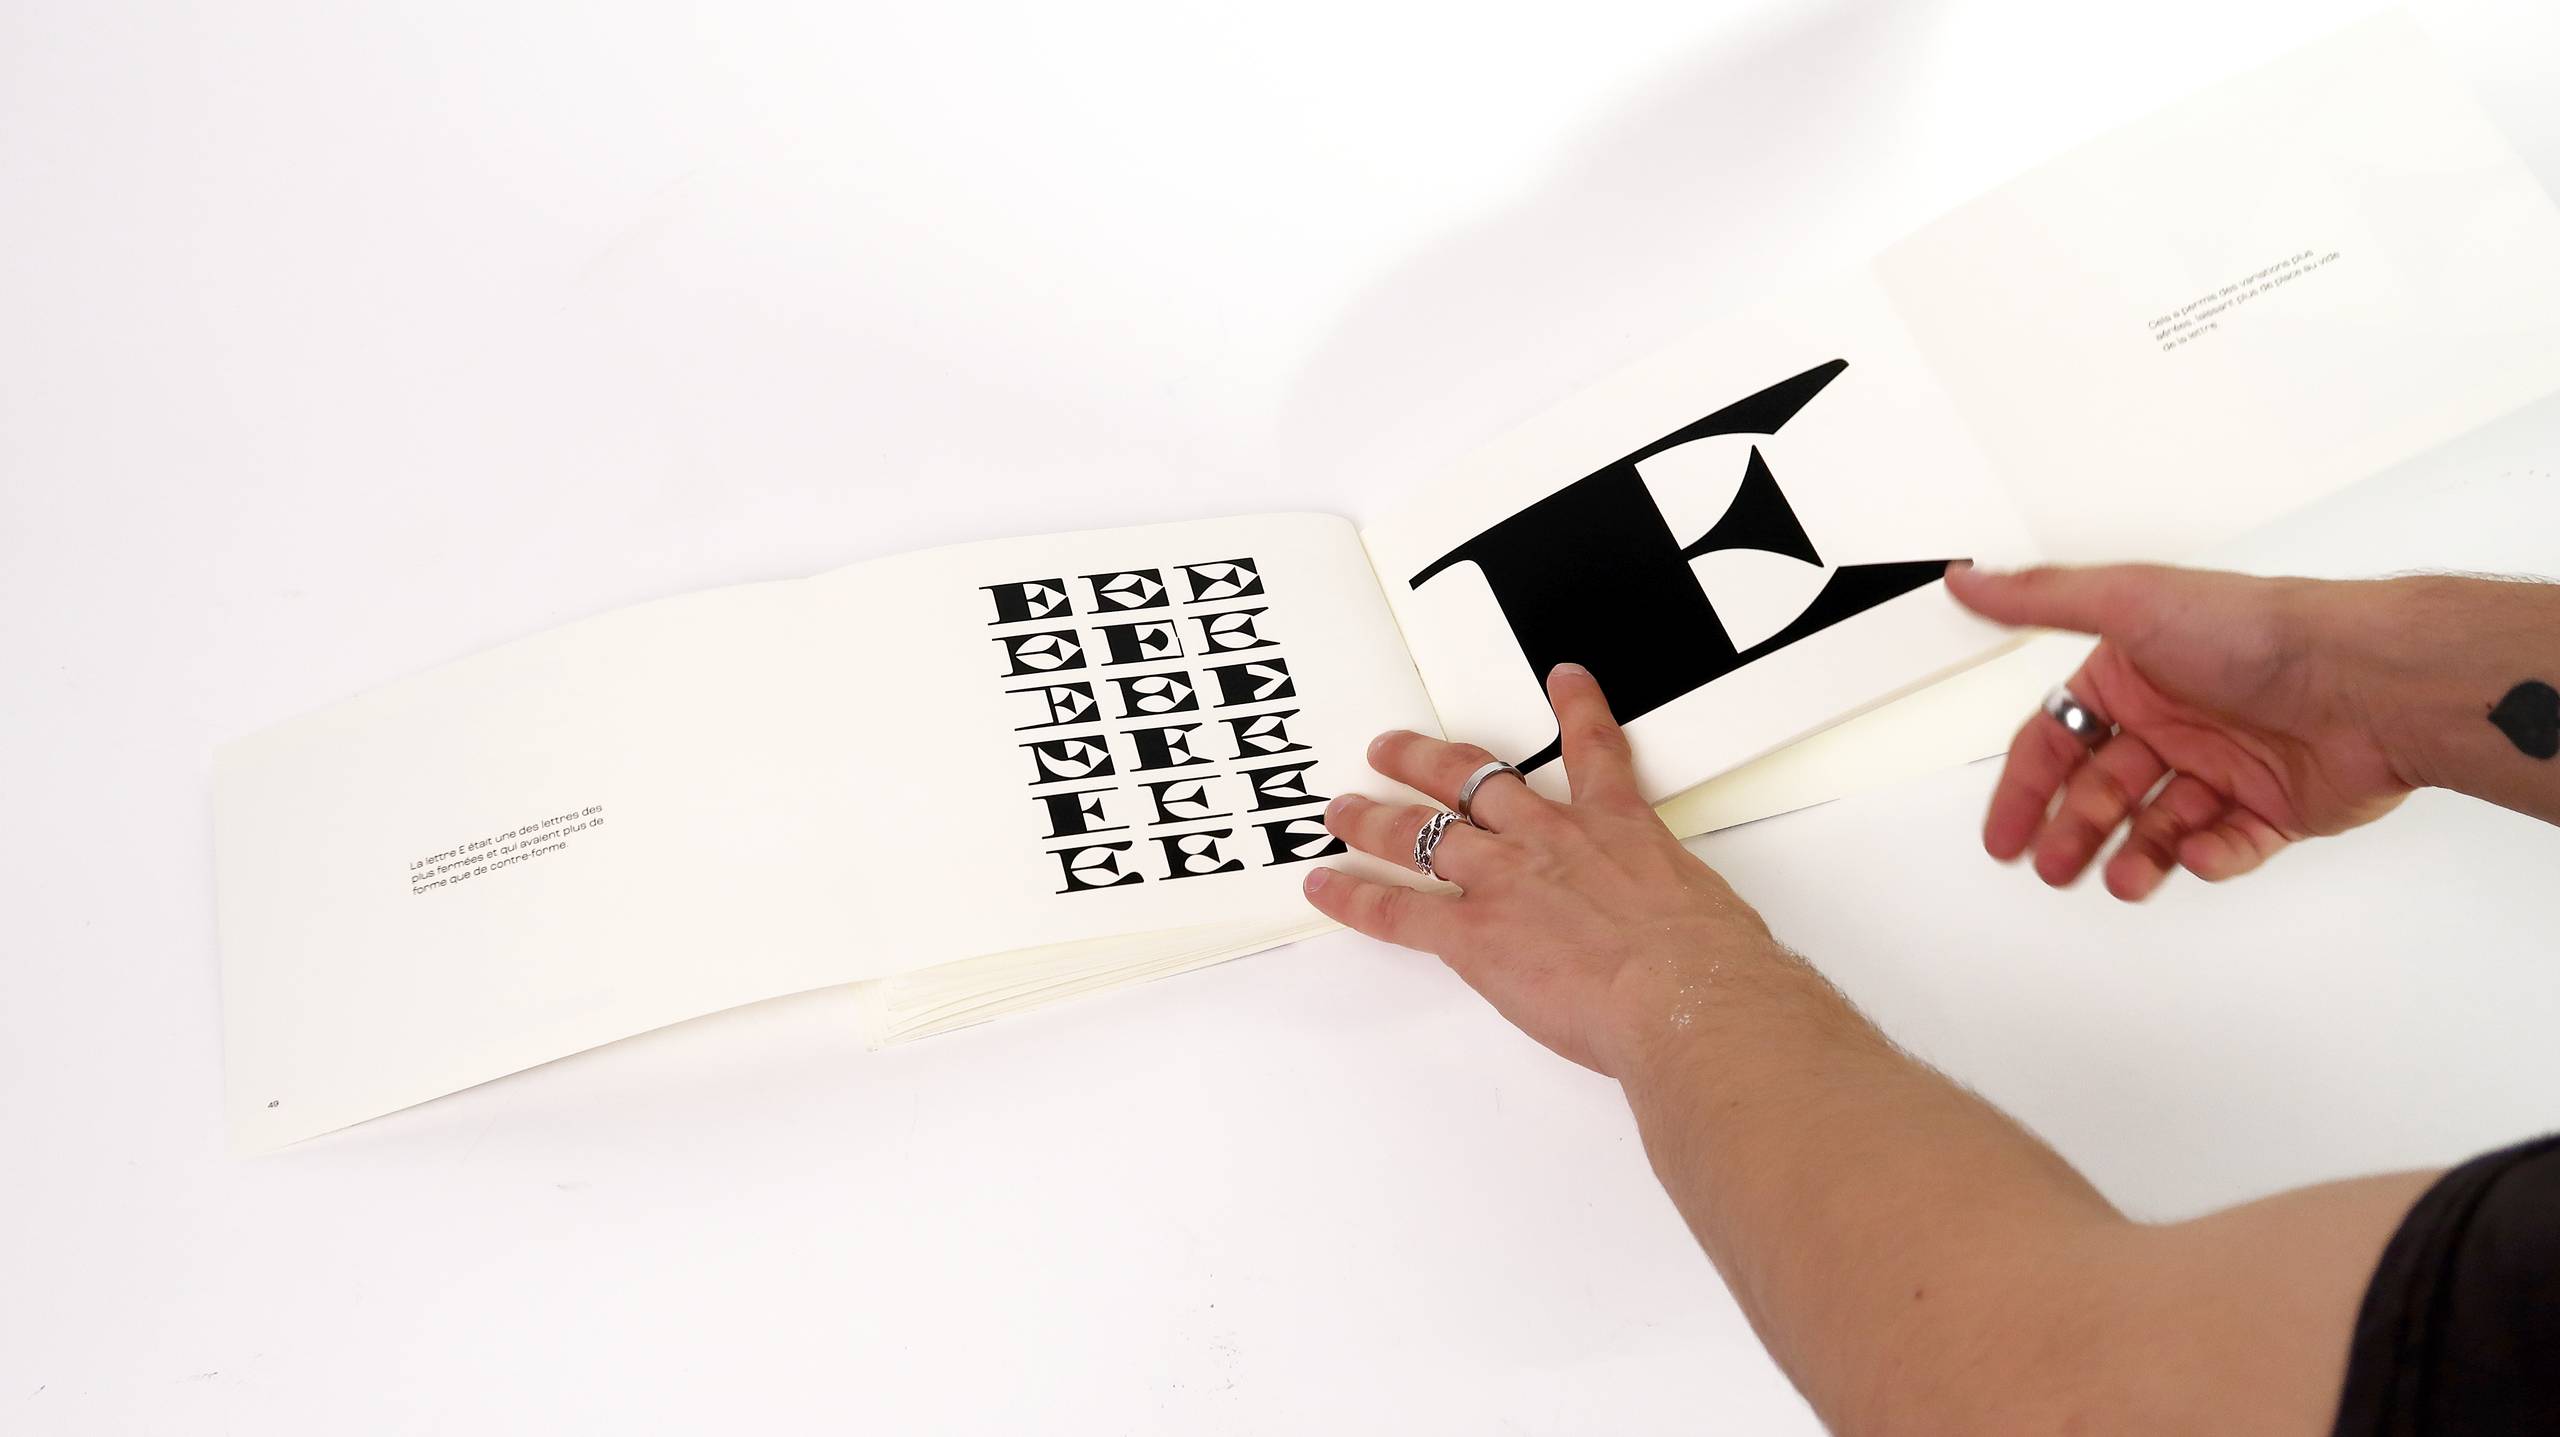 La lettre E était une des lettres des
plus fermées et qui avaient plus de
forme que de contre-forme.
49
E E E
E E E
E E E
E E E
E E E
E E E
E
Cela a permis des variations plus
aérées, laissant plus de place au vide
de la lettre